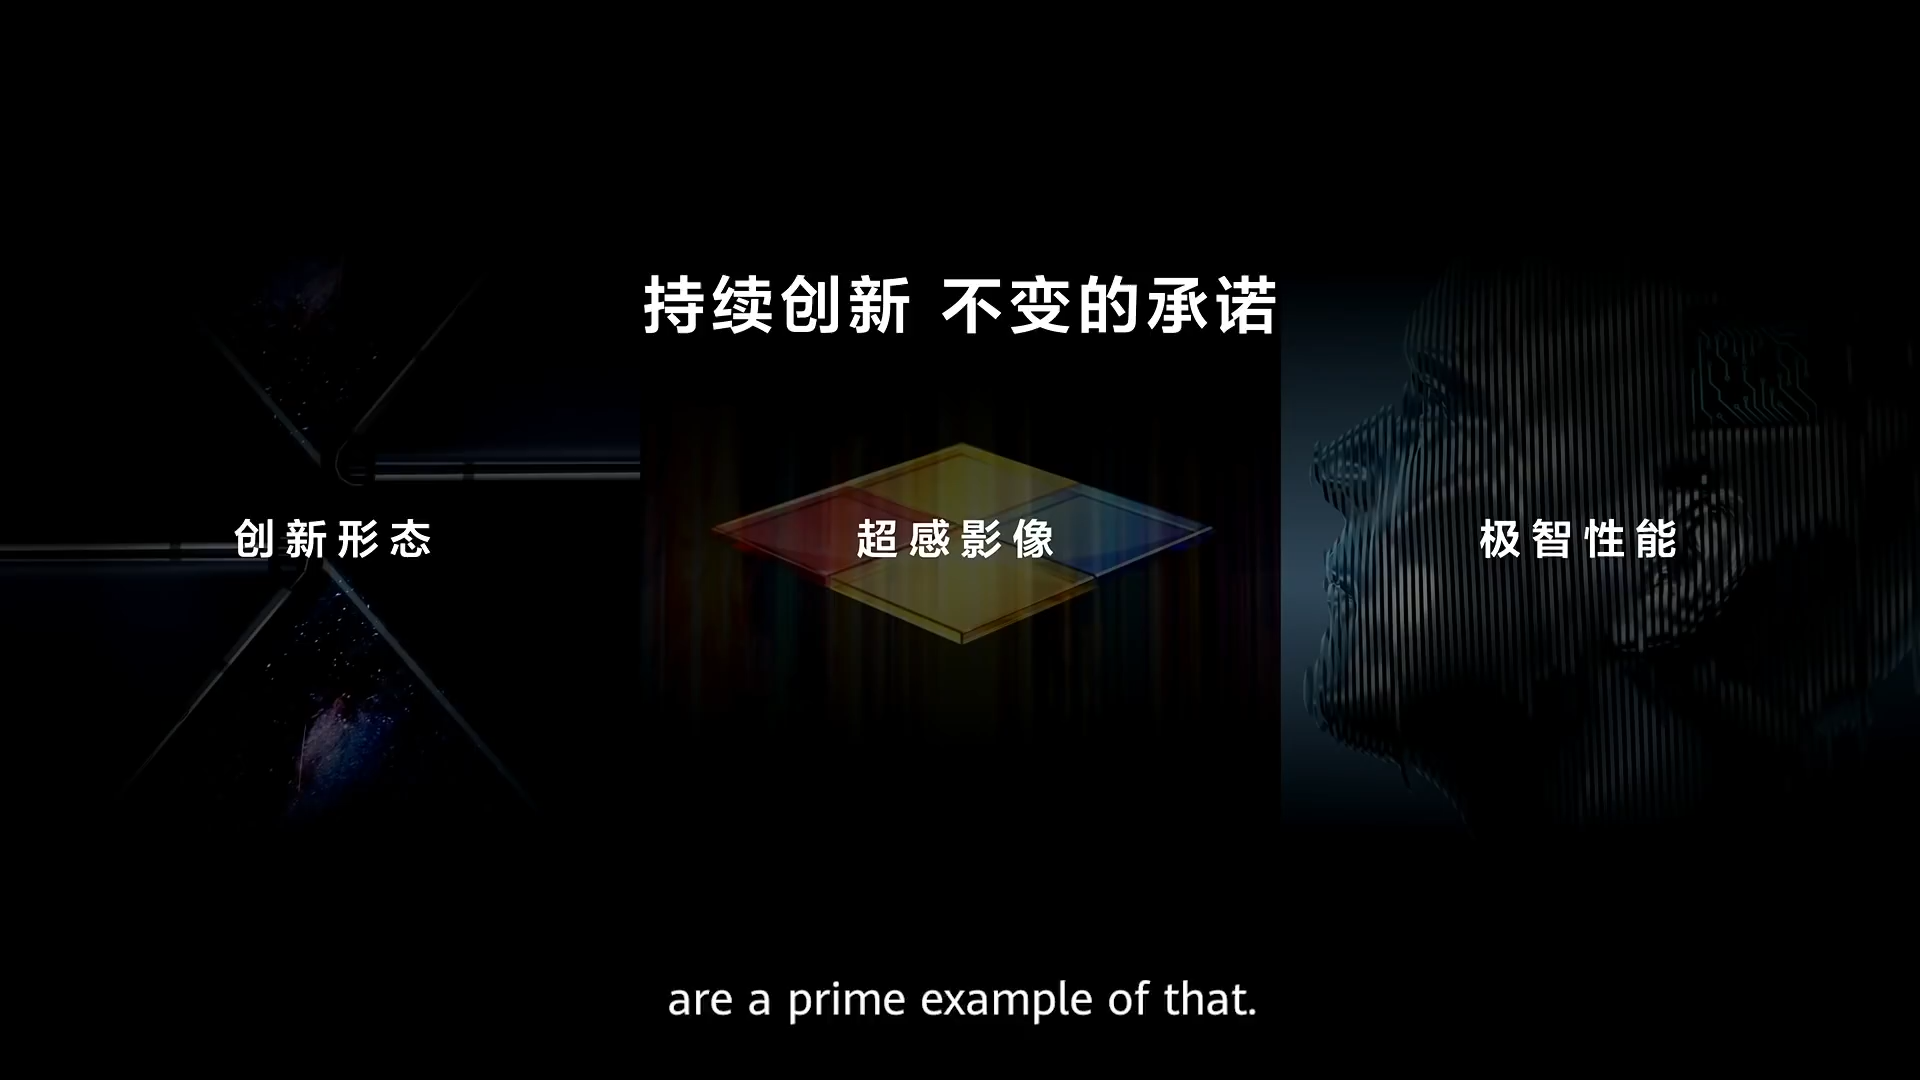 持续创新 不变的承诺
创新形态
超感影像
极智性能
are a prime example of that.